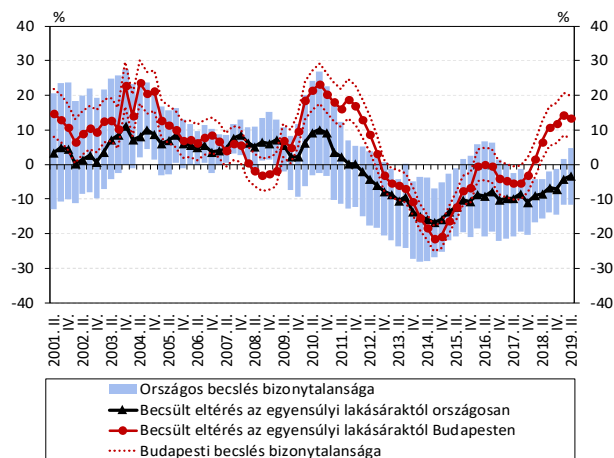 % %
40 40
30 30
20 20
10 10
0 0
-10 -10
-20 -20
-30 -30
-40 -40
2001. II.
IV.
2002. II.
IV.
2003. II.
IV.
2004. II.
IV.
2005. II.
IV.
2006. II.
IV.
2007. II.
IV.
2008. II.
IV.
2009. II.
IV.
2010. II.
IV.
2011. II.
IV.
2012. II.
IV.
2013. II.
IV.
2014. II.
IV.
2015. II.
IV.
2016. II.
IV.
2017. II.
IV.
2018. II.
IV.
2019. II.
Országos becslés bizonytalansága
Becsült eltérés az egyensúlyi lakásáraktól országosan
Becsült eltérés az egyensúlyi lakásáraktól Budapesten
Budapesti becslés bizonytalansága